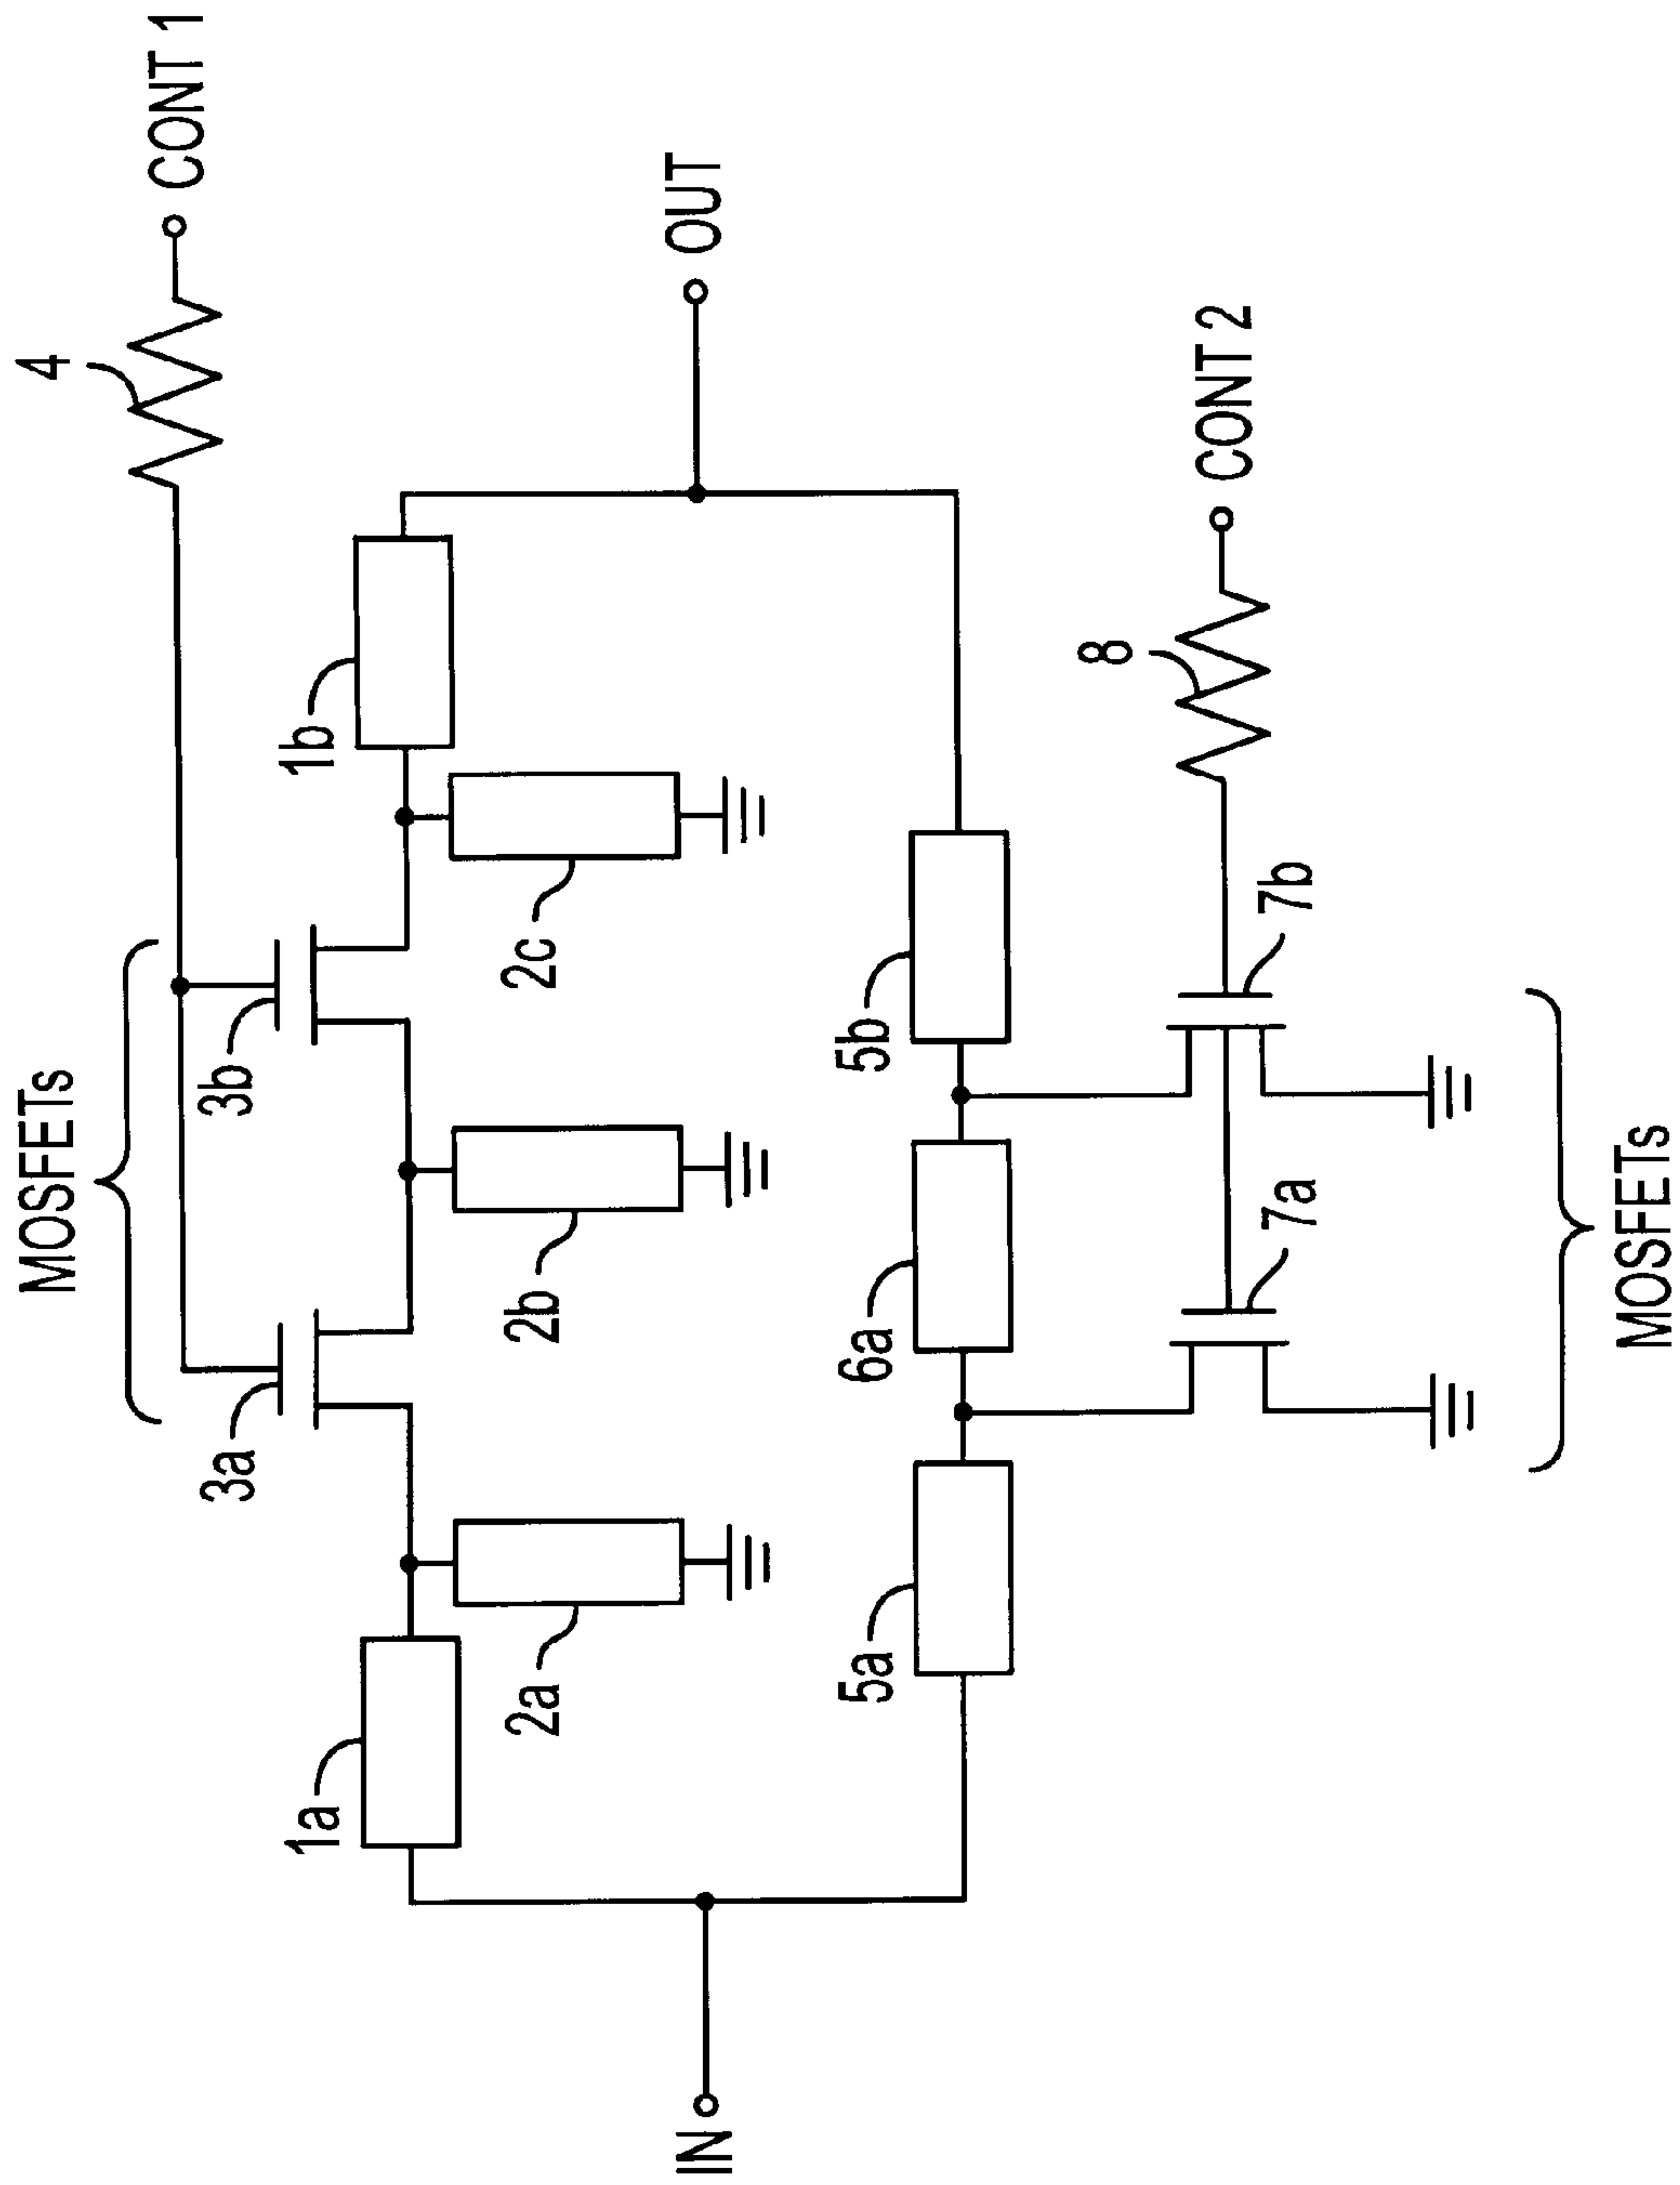 MOSFETs
4
CONT 1
3a
3b
1a
2a
2b
2c
1b
IN
OUT
5a
6a
5b
8
CONT 2
7a
7b
MOSFETs